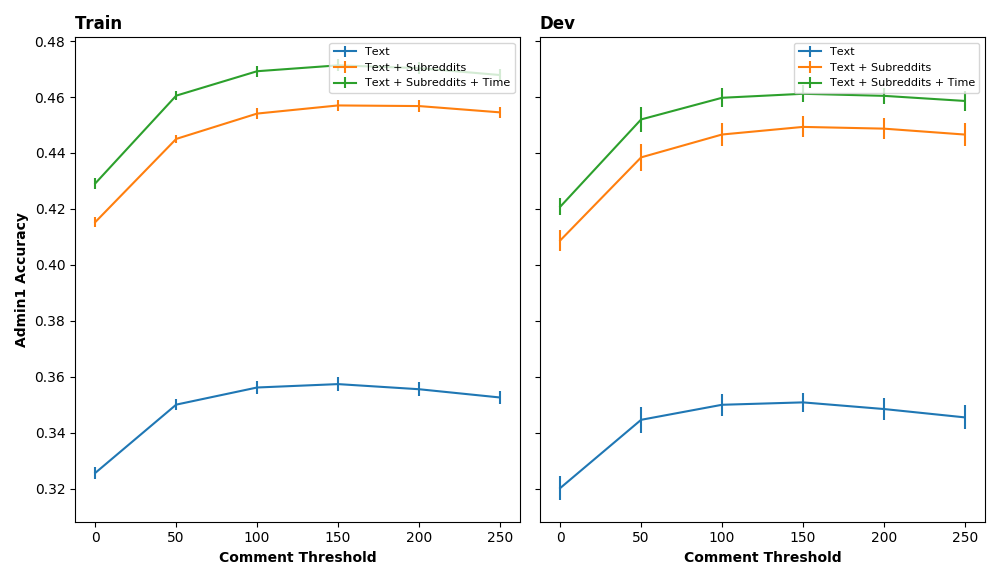 Train
Dev
Text
Text + Subreddits
Text + Subreddits + Time
Text
Text + Subreddits
Text + Subreddits + Time
Admin1 Accuracy
0.48
0.46
0.44
0.42
0.40
0.38
0.36
0.34
0.32
0 50 100 150 200 250
0 50 100 150 200 250
Comment Threshold
Comment Threshold